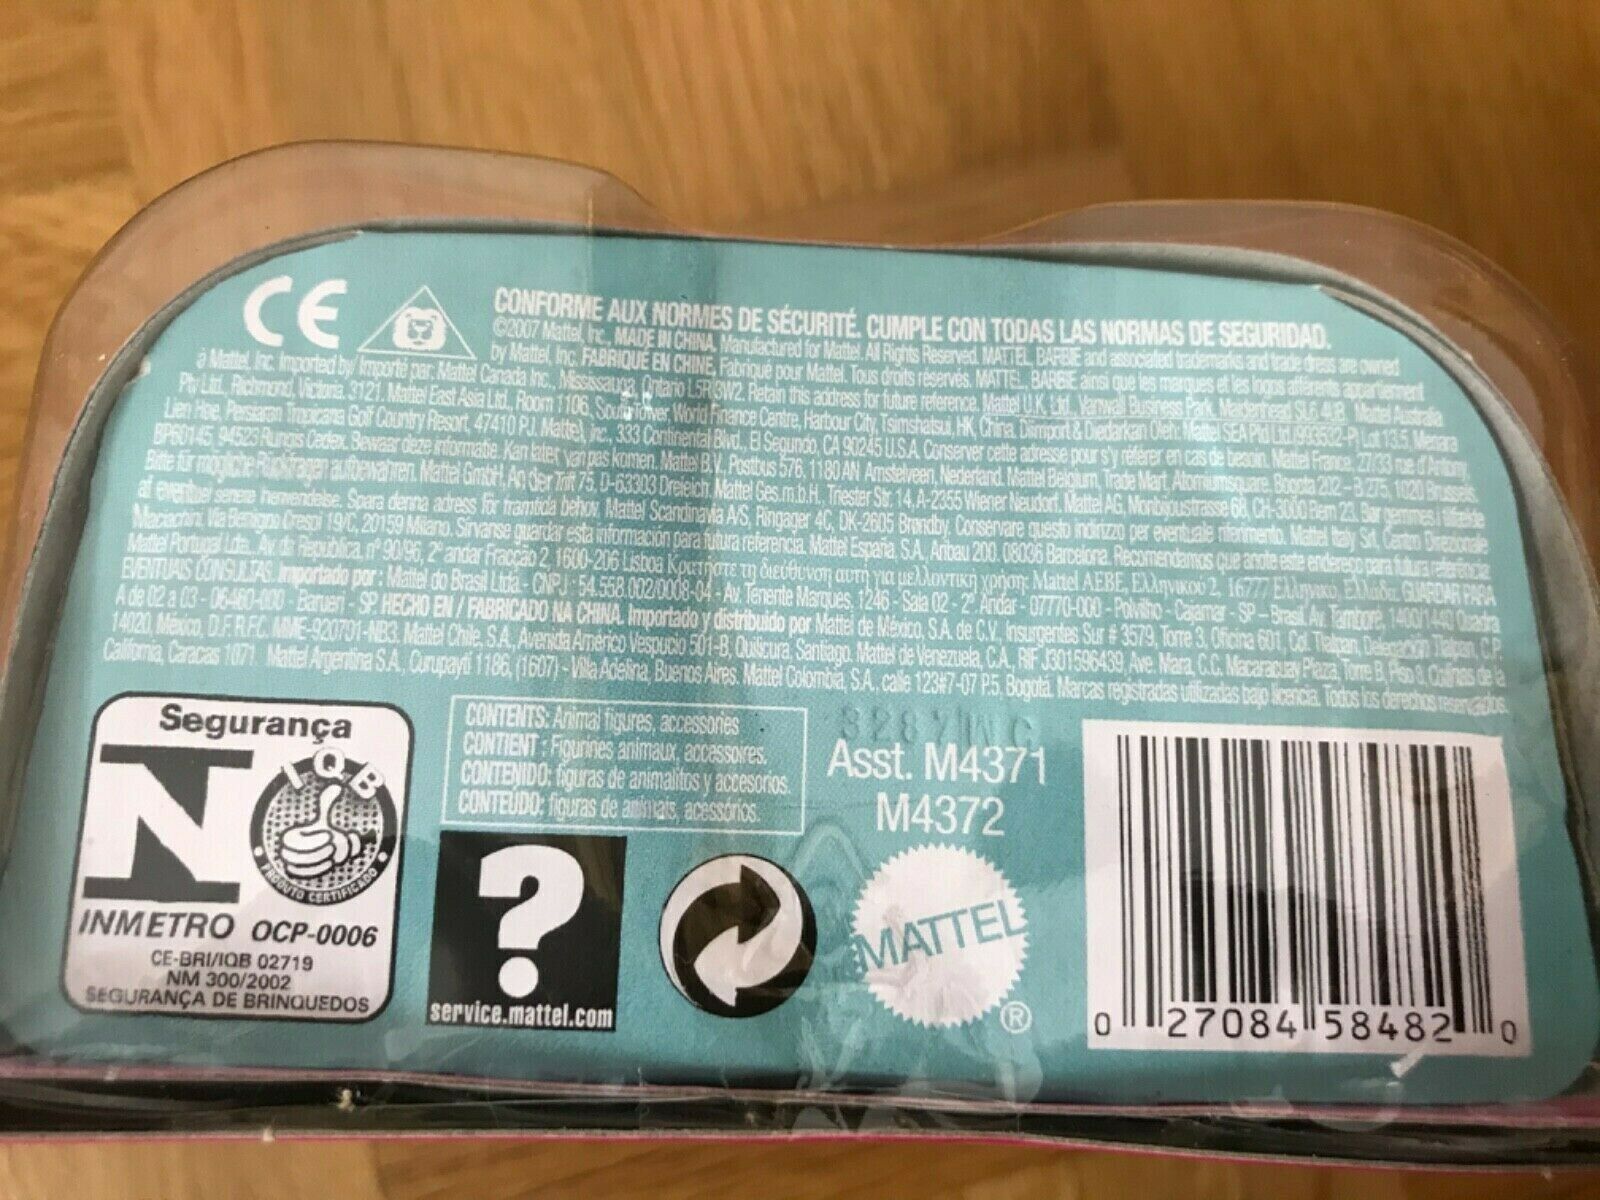 CE
CONFORME AUX NORMES DE SÉCURITÉ. CUMPLE CON TODAS LAS NORMAS DE SEGURIDAD.
©2007 Mattel, Inc. MADE IN CHINA. Manufactured for Mattel. All Rights Reserved. MATTEL, BARBIE and associated trademarks and trade dress are owned
by Mattel, Inc. FABRIQUÉ EN CHINE. Fabriqué pour Mattel. Tous droits réservés. MATTEL, BARBIE ainsi que les marques et les logos afférents appartiennent
à Mattel, Inc. Imported by/ Importé par: Mattel Canada Inc., Mississauga, Ontario L5R 3W2. Retain this address for future reference. Mattel U.K. Ltd., Vanwall Business Park, Maidenhead SL6 4UB. Mattel Australia
Pty. Ltd., Richmond, Victoria. 3121. Mattel East Asia Ltd., Room 1106, South Tower, World Finance Centre, Harbour City, Tsimshatsui, HK, China. Diimport & Diedarkan Oleh: Mattel SEA Ptd Ltd.(993532-P) Lot 13.5, Menara
Lien Hoe, Persiaran Tropicana Golf Country Resort, 47410 PJ. Mattel, Inc., 333 Continental Blvd., El Segundo, CA 90245 U.S.A. Conserver cette adresse pour s'y référer en cas de besoin. Mattel France, 27/33 rue d'Antony,
BP60145, 94523 Rungis Cedex. Bewaar deze informatie. Kan later van pas komen. Mattel B.V., Postbus 576, 1180 AN Amstelveen, Nederland. Mattel Belgium, Trade Mart, Atomiumsquare, Bogota 202 - B 275, 1020 Brussels.
Bitte für mögliche Rückfragen aufbewahren. Mattel GmbH, An der Trift 75, D-63303 Dreieich. Mattel Ges.m.b.H., Triester Str. 14, A-2355 Wiener Neudorf. Mattel AG, Monbijoustrasse 68, CH-3000 Bern 23. Bør gemmes i tilfælde
af eventuel senere henvendelse. Spara denna adress för framtida behov. Mattel Scandinavia A/S, Ringager 4C, DK-2605 Brøndby. Conservare questo indirizzo per eventuale riferimento. Mattel Italy Srl, Centro Direzionale
Maciachini, Via Benigno Crespi 19/C, 20159 Milano. Sírvanse guardar esta información para futura referencia. Mattel España, S.A., Aribau 200. 08036 Barcelona. Recomendamos que anote este endereço para futura referência.
Mattel Portugal Lda., Av. da República, nº 90/96, 2º andar Fracção 2, 1600-206 Lisboa Κρατήστε τη διεύθυνση αυτή για μελλοντική χρήση: Mattel AEBE, Ελληνικού 2, 16777 Ελληνικό, Ελλάδα. GUARDAR PARA
EVENTUAIS CONSULTAS. Importado por : Mattel do Brasil Ltda. - CNPJ : 54.558.002/0008-04 - Av. Tenente Marques, 1246 - Sala 02 - 2º Andar - 07770-000 - Polvilho - Cajamar - SP - Brasil. Av. Tamboré, 1400/1440 Quadra
A de 02 a 03 - 06460-000 - Barueri - SP HECHO EN / FABRICADO NA CHINA. Importado y distribuido por Mattel de México, S.A. de C.V., Insurgentes Sur # 3579, Torre 3, Oficina 601, Col. Tlalpan, Delegación Tlalpan, C.P.
14020, México, D.F. R.F.C. MME-920701-NB3. Mattel Chile, S.A., Avenida Américo Vespucio 501-B, Quilicura, Santiago. Mattel de Venezuela, C.A., RIF J301596439, Ave. Mara, C.C. Macaracuay Plaza, Torre B, Piso 8, Colinas de la
California, Caracas 1071. Mattel Argentina S.A., Curupaytí 1186, (1607) - Villa Adelina, Buenos Aires. Mattel Colombia, S.A., calle 123#7-07 P.5, Bogotá. Marcas registradas utilizadas bajo licencia. Todos los derechos reservados.
Segurança
IQB
PRODUTO CERTIFICADO
INMETRO OCP-0006
CE-BRI/IQB 02719
NM 300/2002
SEGURANÇA DE BRINQUEDOS
CONTENTS: Animal figures, accessories.
CONTIENT : Figurines animaux, accessoires.
CONTENIDO: figuras de animalitos y accesorios.
CONTEÚDO: figuras de animais, acessórios.
?
service.mattel.com
Asst. M4371
M4372
MATTEL
®
0 27084 58482 0